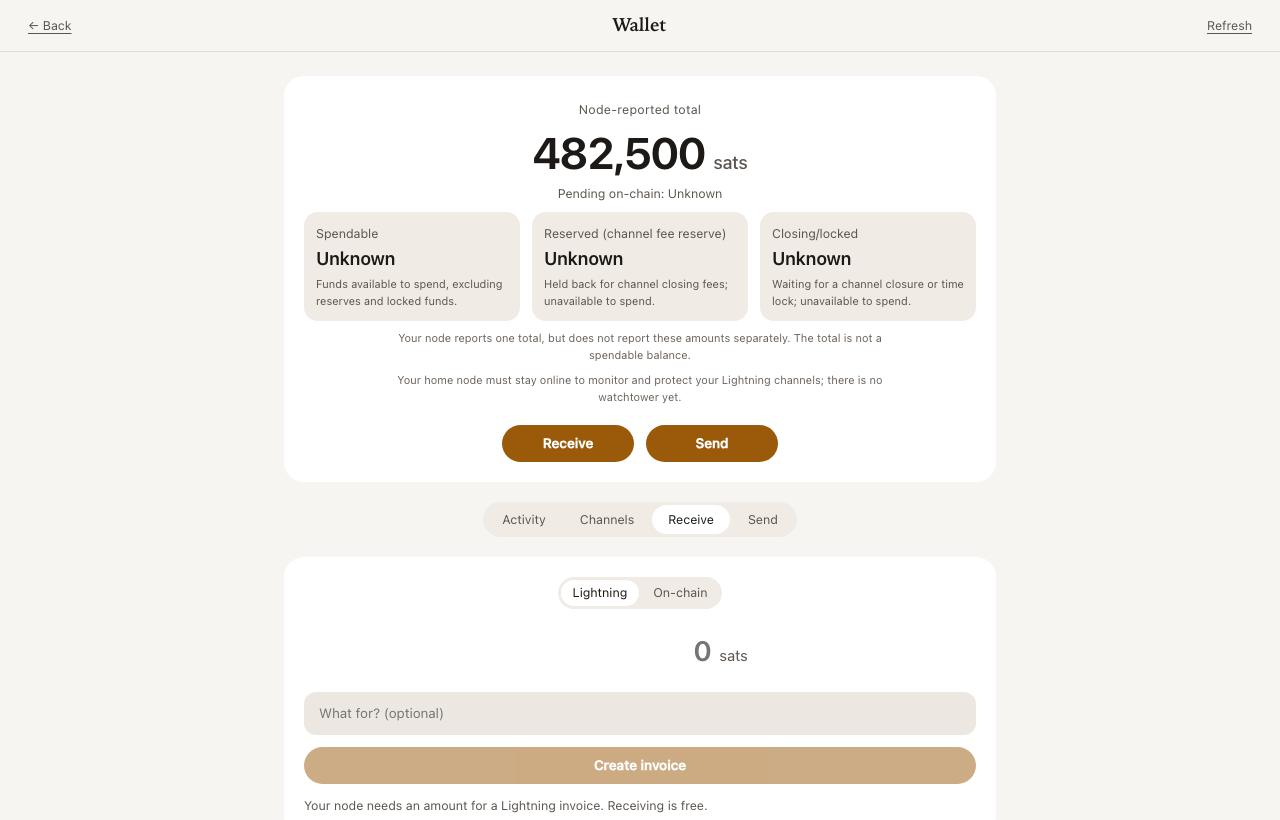 ← Back
Wallet
Refresh
Node-reported total
482,500 sats
Pending on-chain: Unknown
Spendable
Unknown
Funds available to spend, excluding
reserves and locked funds.
Reserved (channel fee reserve)
Unknown
Held back for channel closing fees;
unavailable to spend.
Closing/locked
Unknown
Waiting for a channel closure or time
lock; unavailable to spend.
Your node reports one total, but does not report these amounts separately. The total is not a
spendable balance.
Your home node must stay online to monitor and protect your Lightning channels; there is no
watchtower yet.
Receive
Send
Activity
Channels
Receive
Send
Lightning
On-chain
0 sats
What for? (optional)
Create invoice
Your node needs an amount for a Lightning invoice. Receiving is free.